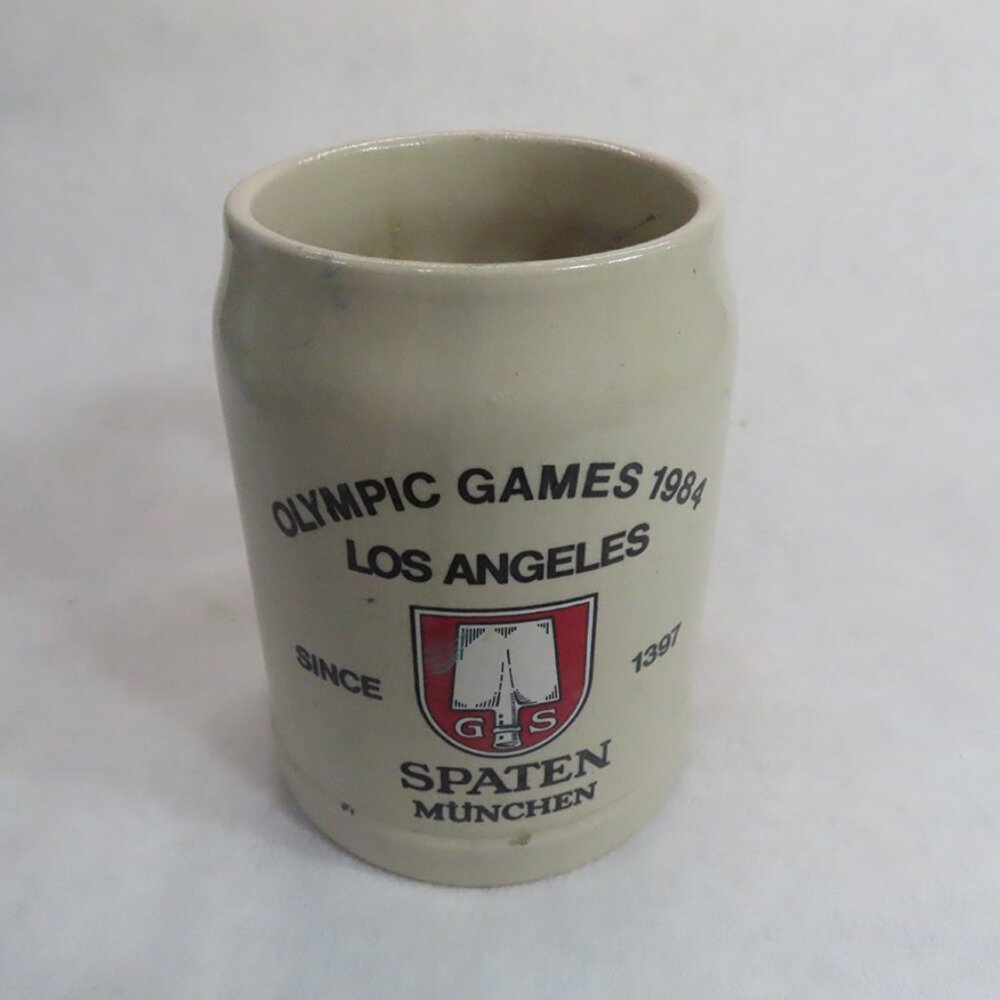 OLYMPIC GAMES 1984
LOS ANGELES
SINCE 1397
G S
SPATEN
MÜNCHEN